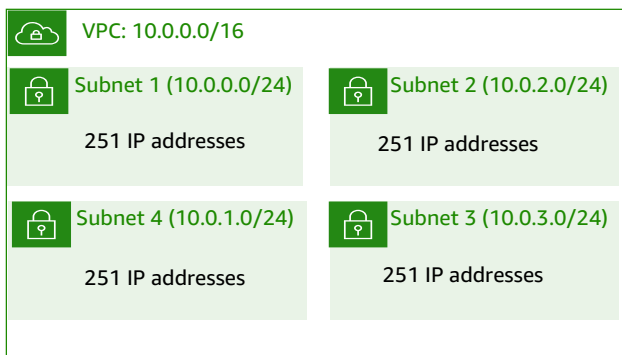 VPC: 10.0.0.0/16
Subnet 1 (10.0.0.0/24)
251 IP addresses
Subnet 2 (10.0.2.0/24)
251 IP addresses
Subnet 4 (10.0.1.0/24)
251 IP addresses
Subnet 3 (10.0.3.0/24)
251 IP addresses